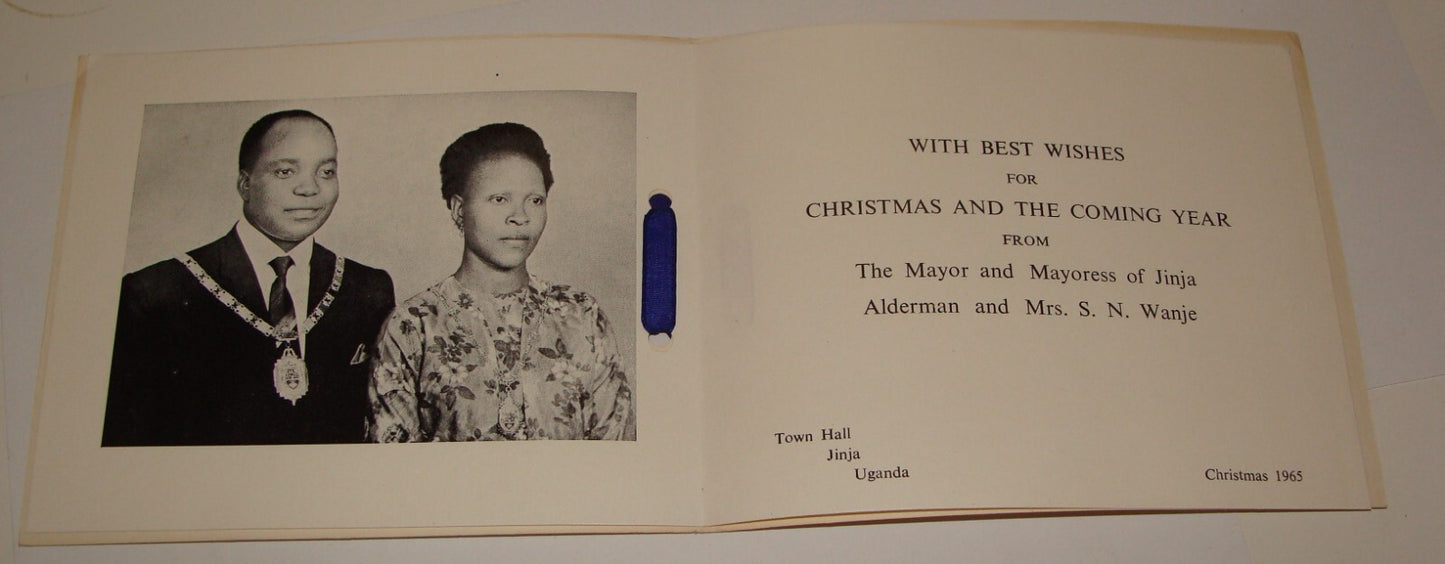 WITH BEST WISHES
FOR
CHRISTMAS AND THE COMING YEAR
FROM
The Mayor and Mayoress of Jinja
Alderman and Mrs. S. N. Wanje
Town Hall
Jinja
Uganda
Christmas 1965